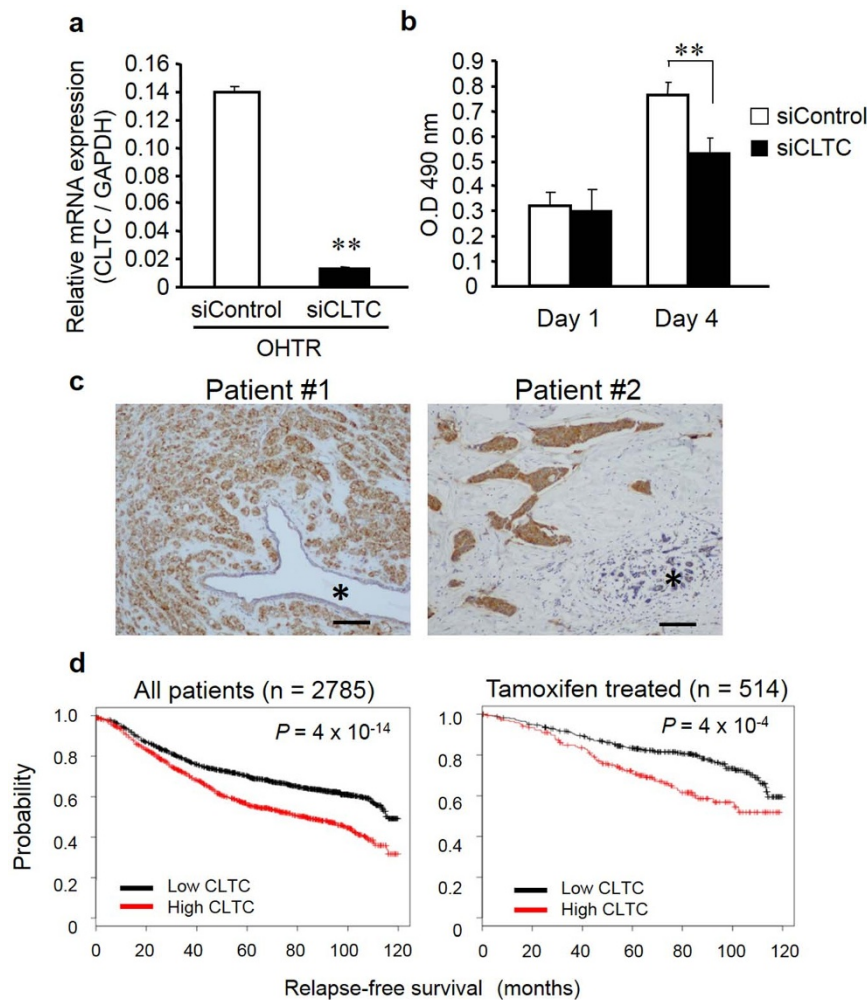 a
Relative mRNA expression
(CLTC / GAPDH)
0.16
0.14
0.12
0.10
0.08
0.06
0.04
0.02
0
**
siControl siCLTC
OHTR
b
O.D 490 nm
0.9
0.8
0.7
0.6
0.5
0.4
0.3
0.2
0.1
0
**
Day 1 Day 4
siControl
siCLTC
c
Patient #1
*
Patient #2
*
d
Probability
All patients (n = 2785)
P = 4 x 10-14
1.0
0.8
0.6
0.4
0.2
0
Low CLTC
High CLTC
0 20 40 60 80 100 120
Tamoxifen treated (n = 514)
P = 4 x 10-4
1.0
0.8
0.6
0.4
0.2
0
Low CLTC
High CLTC
0 20 40 60 80 100 120
Relapse-free survival (months)